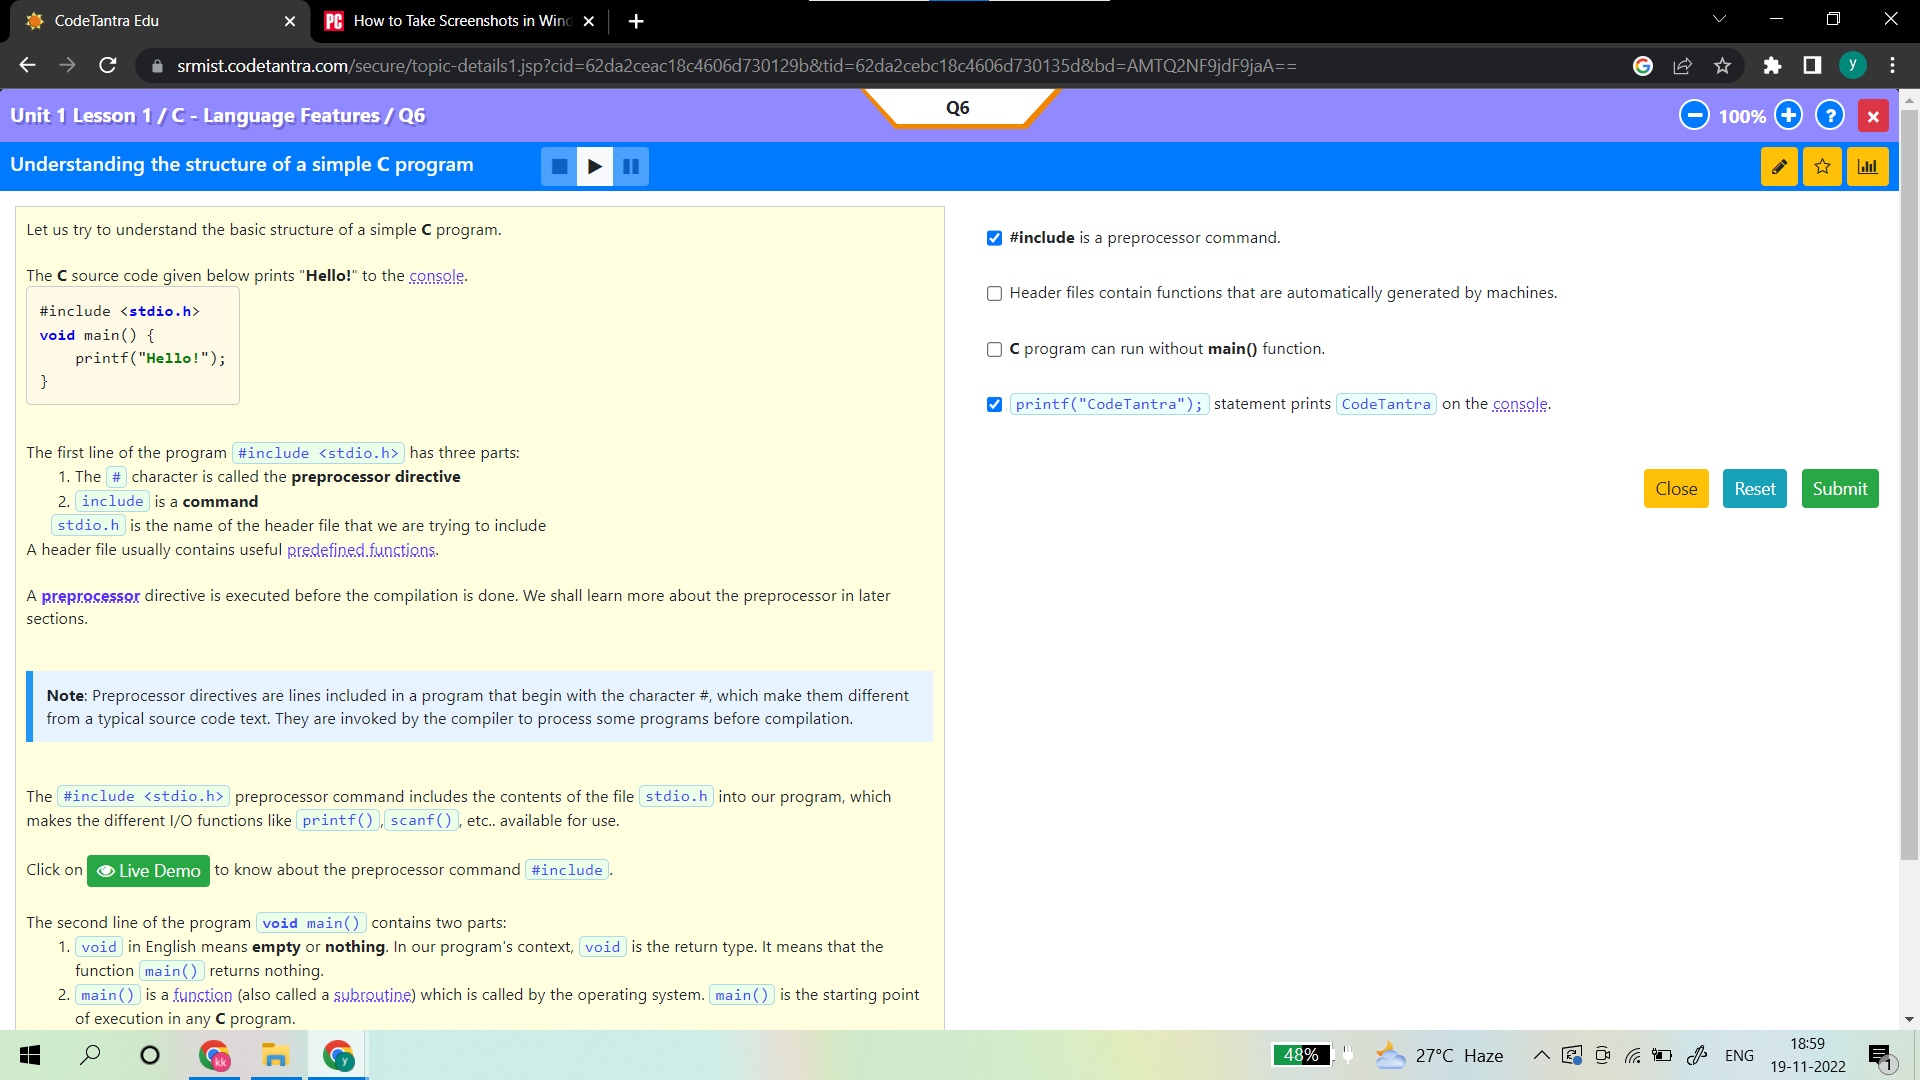 CodeTantra Edu
PC How to Take Screenshots in Wind
srmist.codetantra.com/secure/topic-details1.jsp?cid=62da2ceac18c4606d730129b&tid=62da2cebc18c4606d730135d&bd=AMTQ2NF9jdF9jaA==
y
Unit 1 Lesson 1 / C - Language Features / Q6
Q6
100%
Understanding the structure of a simple C program
Let us try to understand the basic structure of a simple C program.
The C source code given below prints "Hello!" to the console.
#include <stdio.h>
void main() {
printf("Hello!");
}
The first line of the program #include <stdio.h> has three parts:
1. The # character is called the preprocessor directive
2. include is a command
stdio.h is the name of the header file that we are trying to include
A header file usually contains useful predefined functions.
A preprocessor directive is executed before the compilation is done. We shall learn more about the preprocessor in later
sections.
Note: Preprocessor directives are lines included in a program that begin with the character #, which make them different
from a typical source code text. They are invoked by the compiler to process some programs before compilation.
The #include <stdio.h> preprocessor command includes the contents of the file stdio.h into our program, which
makes the different I/O functions like printf(), scanf(), etc.. available for use.
Click on Live Demo to know about the preprocessor command #include.
The second line of the program void main() contains two parts:
1. void in English means empty or nothing. In our program's context, void is the return type. It means that the
function main() returns nothing.
2. main() is a function (also called a subroutine) which is called by the operating system. main() is the starting point
of execution in any C program.
#include is a preprocessor command.
Header files contain functions that are automatically generated by machines.
C program can run without main() function.
printf("CodeTantra"); statement prints CodeTantra on the console.
Close Reset Submit
kk
y
48%
27°C Haze
ENG
18:59
19-11-2022
1